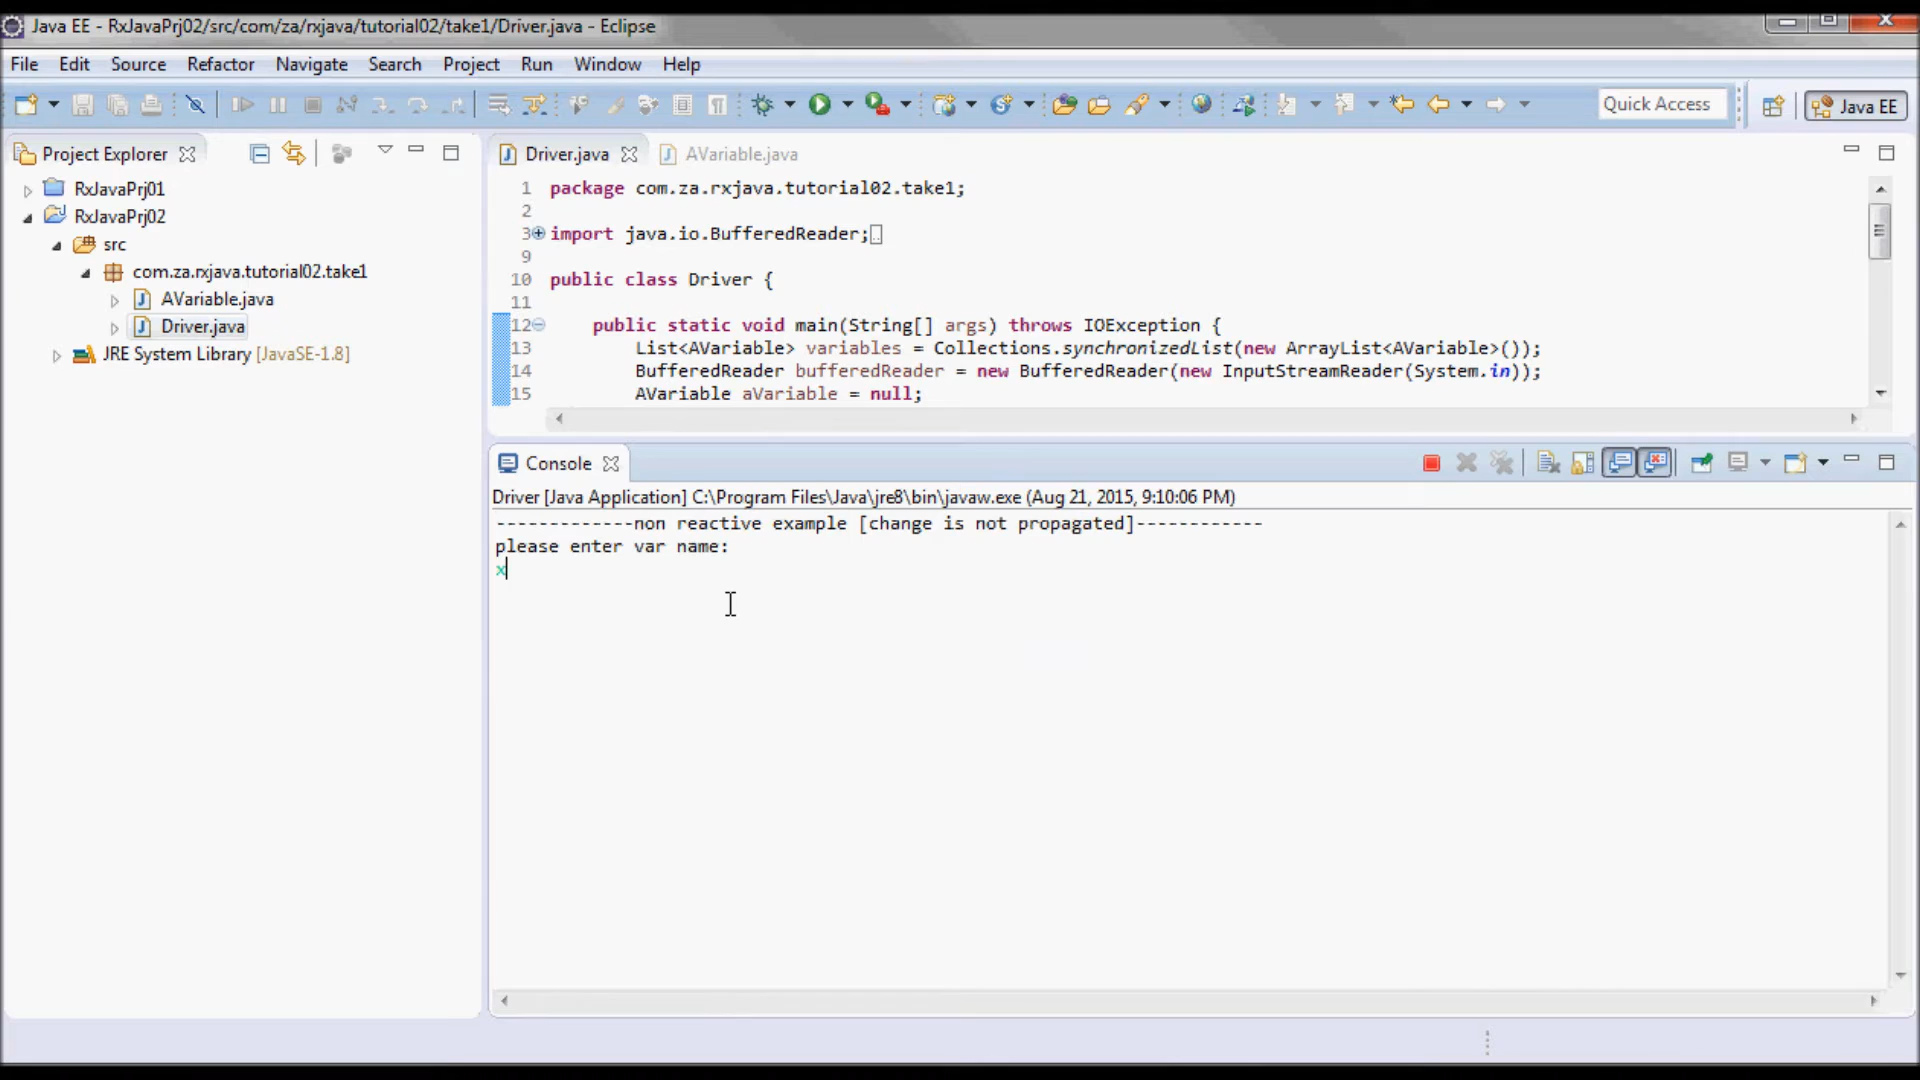 Java EE - RxJavaPrj02/src/com/za/rxjava/tutorial02/take1/Driver.java - Eclipse
File Edit Source Refactor Navigate Search Project Run Window Help
Quick Access
Java EE
Project Explorer
RxJavaPrj01
RxJavaPrj02
src
com.za.rxjava.tutorial02.take1
AVariable.java
Driver.java
JRE System Library [JavaSE-1.8]
Driver.java AVariable.java
1 package com.za.rxjava.tutorial02.take1;
2
3 import java.io.BufferedReader;
9
10 public class Driver {
11
12 public static void main(String[] args) throws IOException {
13 List<AVariable> variables = Collections.synchronizedList(new ArrayList<AVariable>());
14 BufferedReader bufferedReader = new BufferedReader(new InputStreamReader(System.in));
15 AVariable aVariable = null;
Console
Driver [Java Application] C:\Program Files\Java\jre8\bin\javaw.exe (Aug 21, 2015, 9:10:06 PM)
-------------non reactive example [change is not propagated]------------
please enter var name:
x